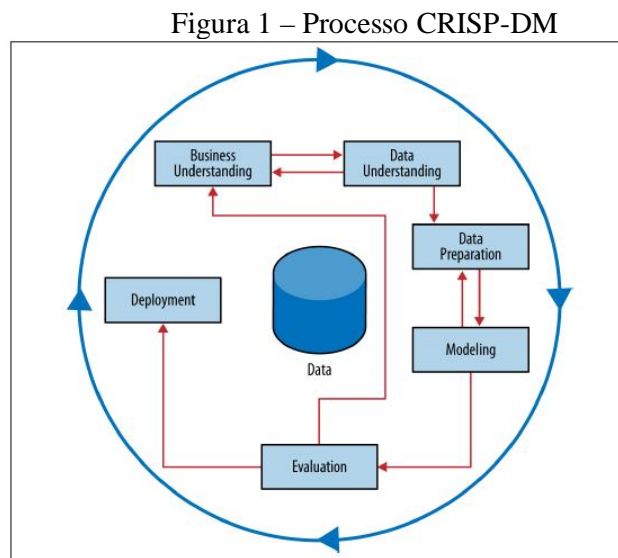 Figura 1 – Processo CRISP-DM
Business
Understanding
Data
Understanding
Data
Preparation
Modeling
Deployment
Data
Evaluation